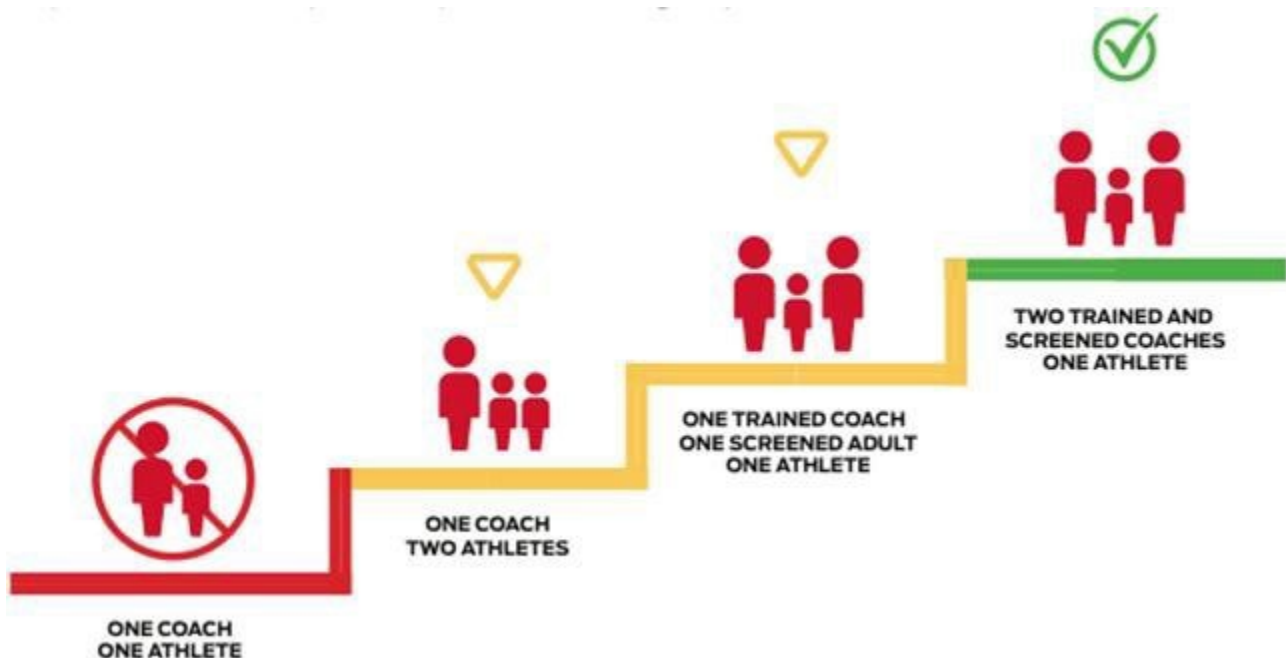 ONE COACH
ONE ATHLETE
ONE COACH
TWO ATHLETES
ONE TRAINED COACH
ONE SCREENED ADULT
ONE ATHLETE
TWO TRAINED AND
SCREENED COACHES
ONE ATHLETE